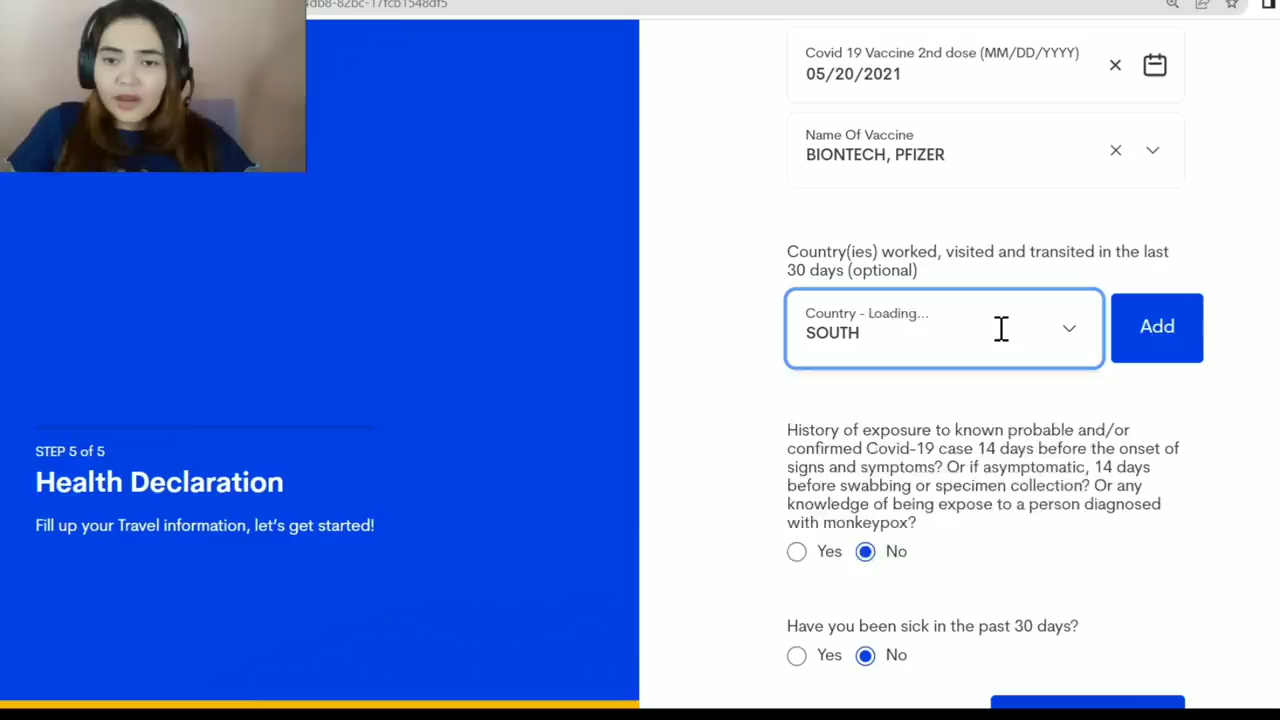 Covid 19 Vaccine 2nd dose (MM/DD/YYYY)
05/20/2021
Name Of Vaccine
BIONTECH, PFIZER
Country(ies) worked, visited and transited in the last
30 days (optional)
Country - Loading...
SOUTH
Add
History of exposure to known probable and/or
confirmed Covid-19 case 14 days before the onset of
signs and symptoms? Or if asymptomatic, 14 days
before swabbing or specimen collection? Or any
knowledge of being expose to a person diagnosed
with monkeypox?
Yes No
Have you been sick in the past 30 days?
Yes No
STEP 5 of 5
Health Declaration
Fill up your Travel information, let's get started!